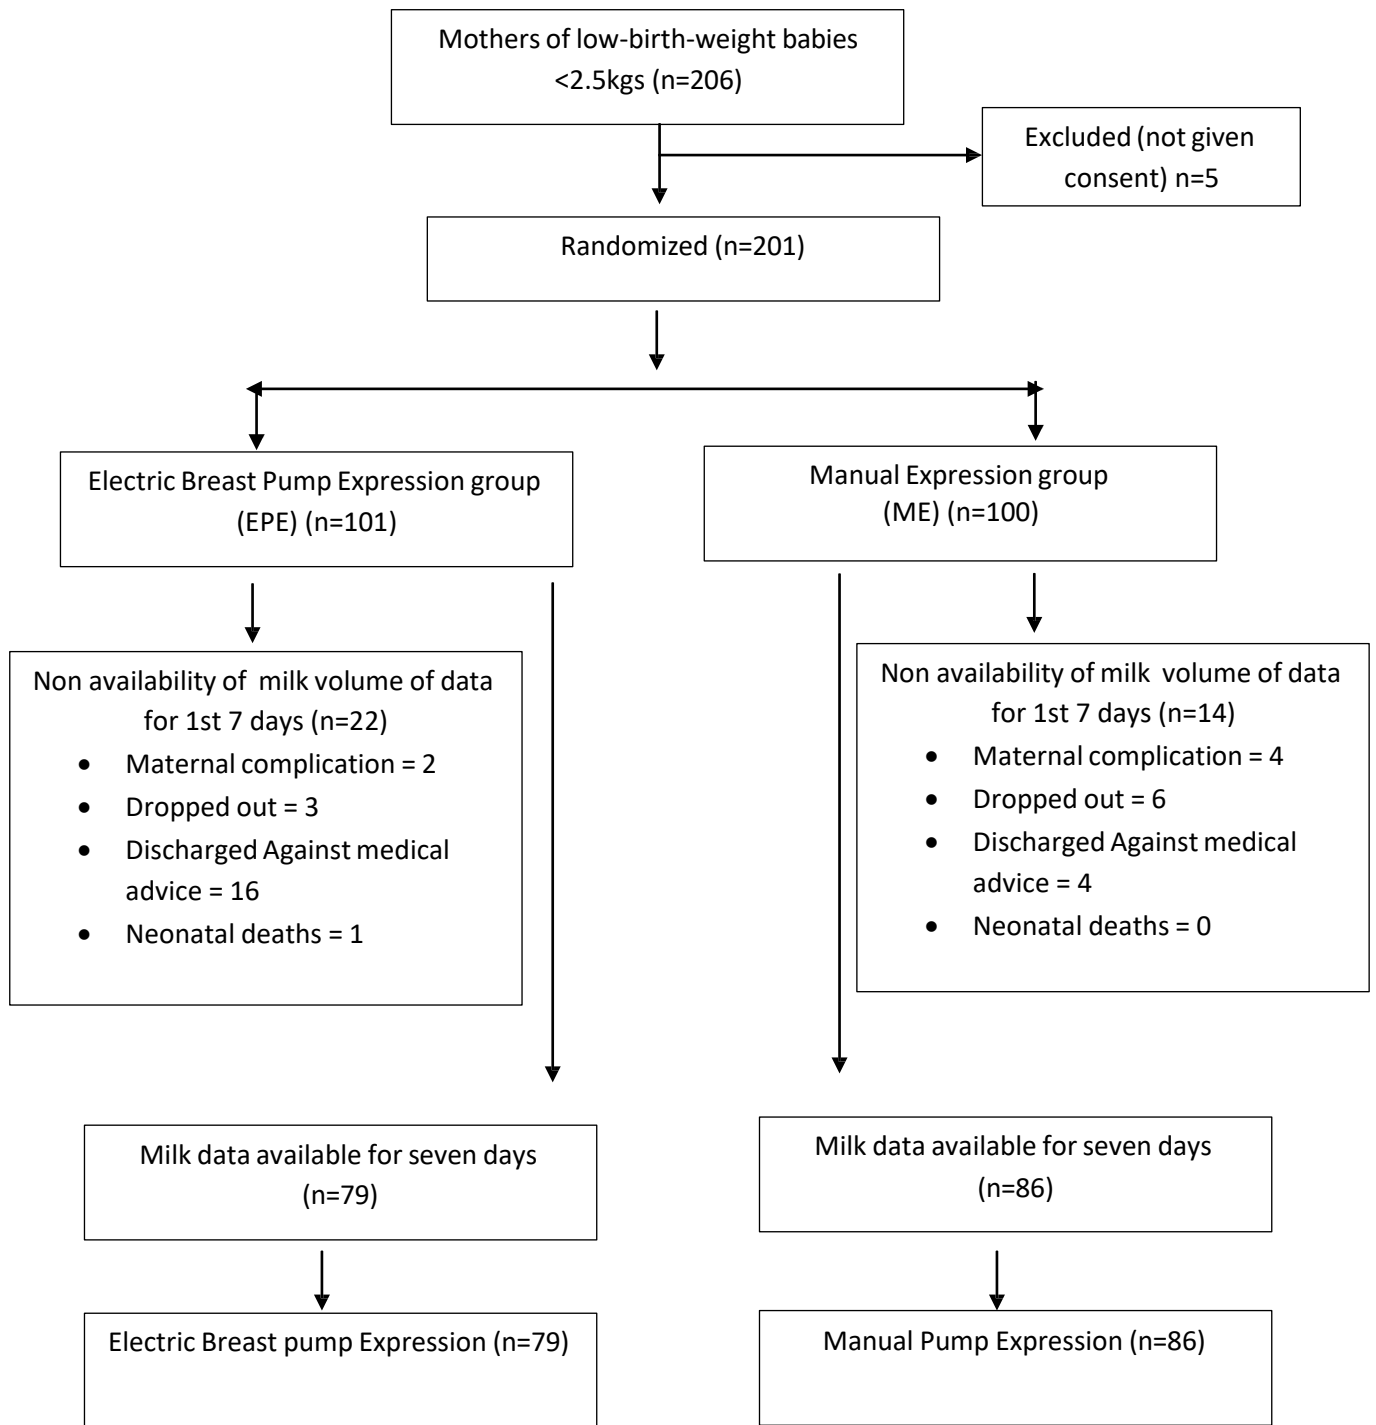 Mothers of low-birth-weight babies
<2.5kgs (n=206)
Excluded (not given
consent) n=5
Randomized (n=201)
Electric Breast Pump Expression group
(EPE) (n=101)
Manual Expression group
(ME) (n=100)
Non availability of milk volume of data
for 1st 7 days (n=22)
• Maternal complication = 2
• Dropped out = 3
• Discharged Against medical
advice = 16
• Neonatal deaths = 1
Non availability of milk volume of data
for 1st 7 days (n=14)
• Maternal complication = 4
• Dropped out = 6
• Discharged Against medical
advice = 4
• Neonatal deaths = 0
Milk data available for seven days
(n=79)
Milk data available for seven days
(n=86)
Electric Breast pump Expression (n=79)
Manual Pump Expression (n=86)